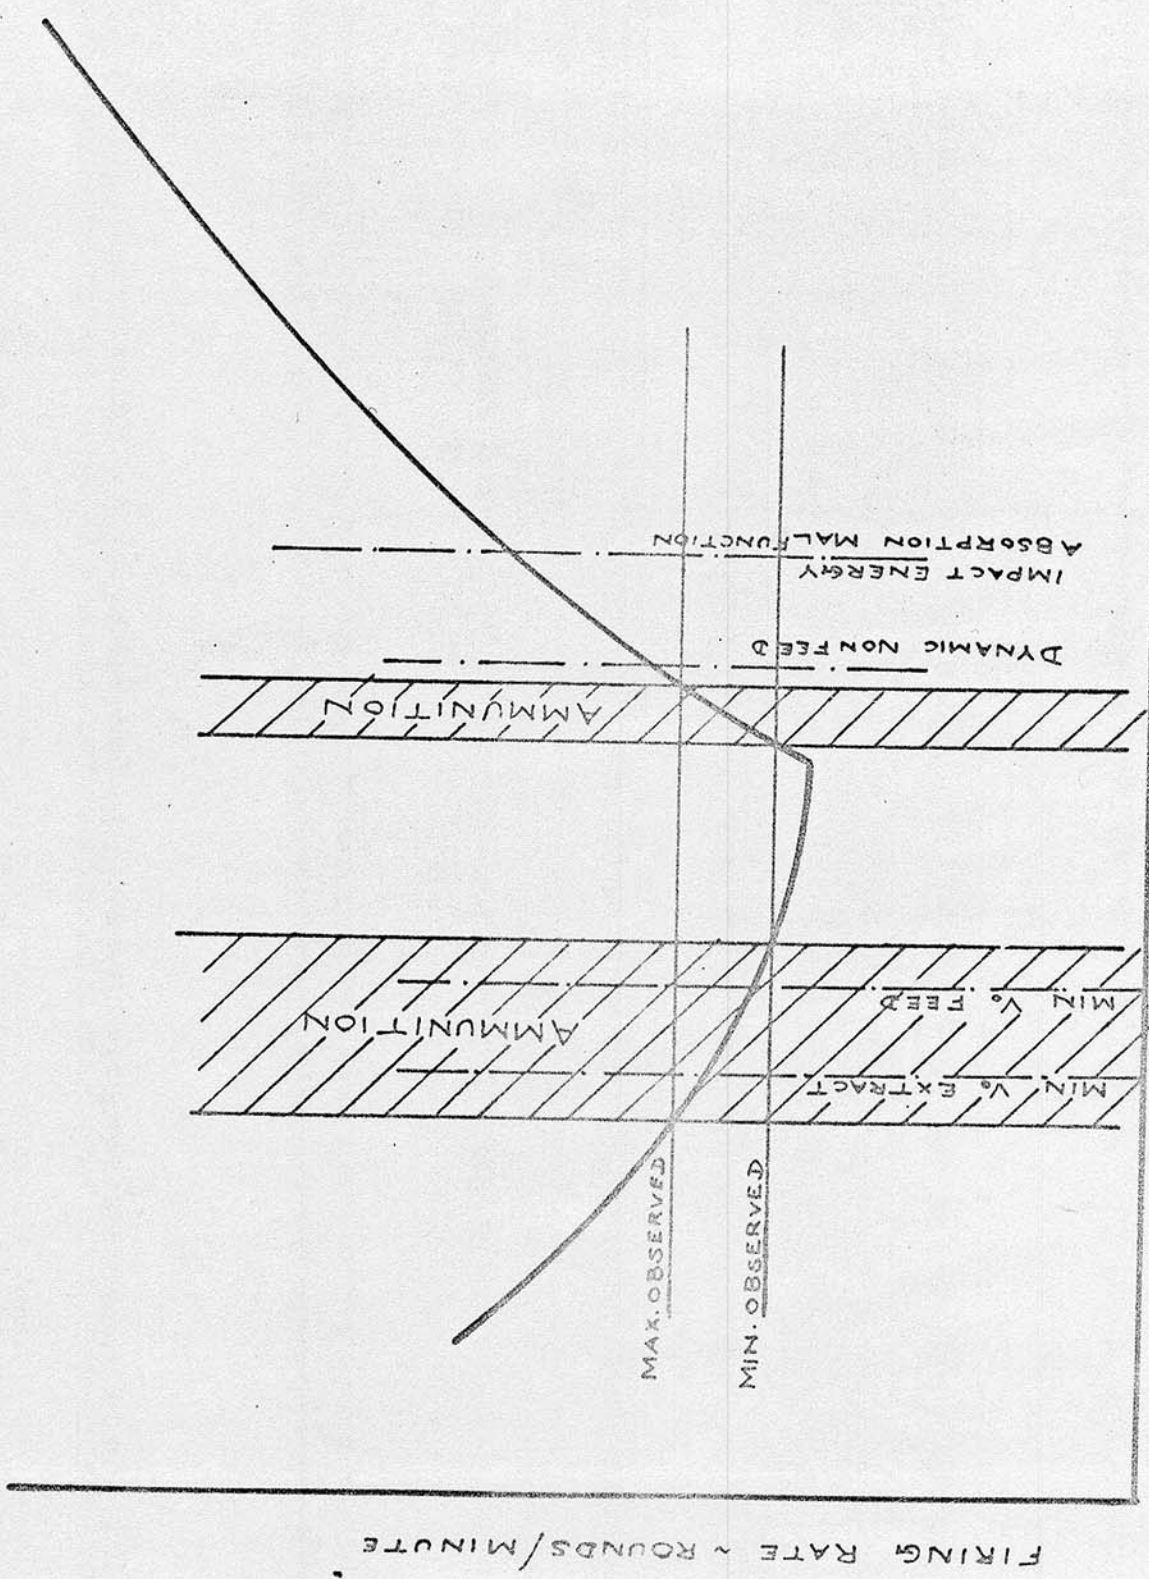 FIRING RATE ~ ROUNDS/MINUTE
MAX. OBSERVED
MIN. OBSERVED
MIN. V₀ EXTRACT
AMMUNITION
MIN V₀ FEED
AMMUNITION
DYNAMIC NON FEED
IMPACT ENERGY
ABSORPTION MALFUNCTION